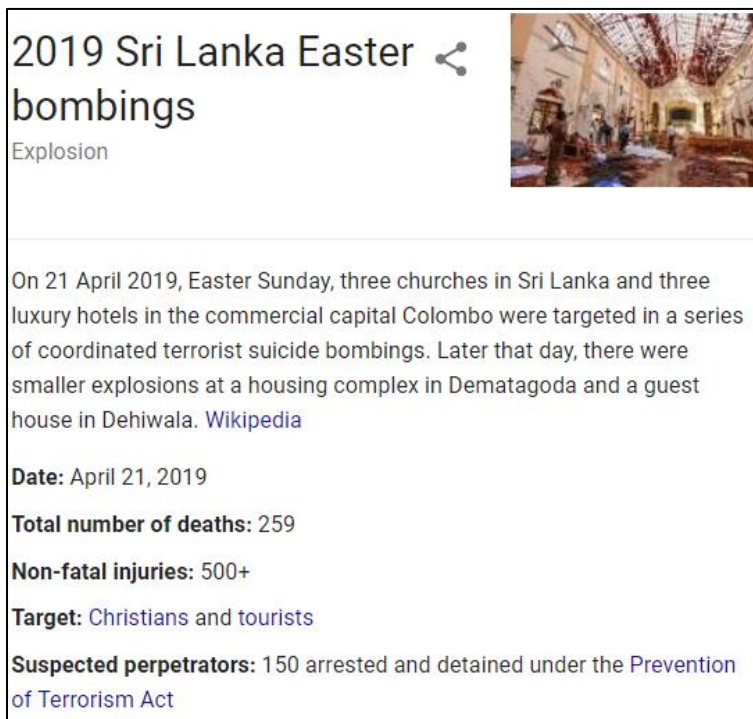 2019 Sri Lanka Easter
bombings
Explosion
On 21 April 2019, Easter Sunday, three churches in Sri Lanka and three
luxury hotels in the commercial capital Colombo were targeted in a series
of coordinated terrorist suicide bombings. Later that day, there were
smaller explosions at a housing complex in Dematagoda and a guest
house in Dehiwala. Wikipedia
Date: April 21, 2019
Total number of deaths: 259
Non-fatal injuries: 500+
Target: Christians and tourists
Suspected perpetrators: 150 arrested and detained under the Prevention
of Terrorism Act